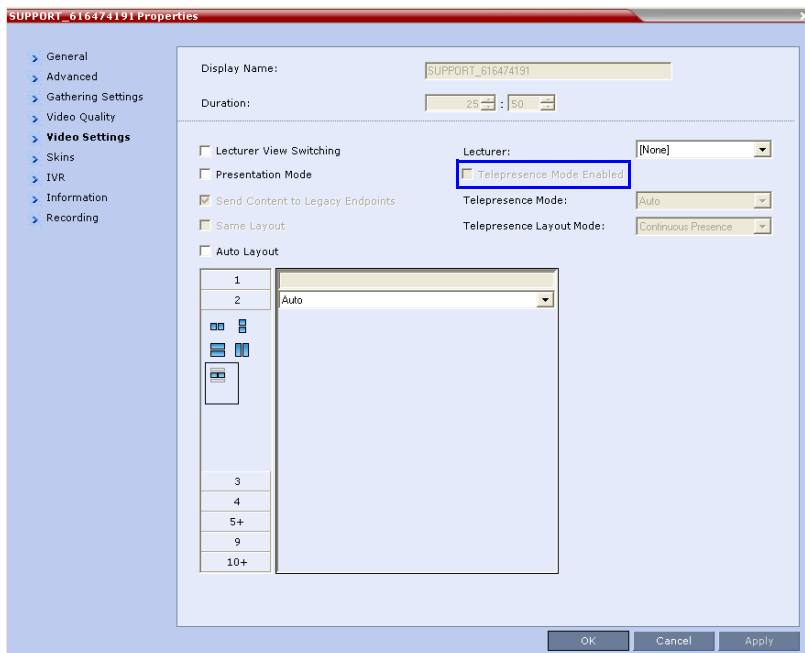 SUPPORT_616474191 Properties
General
Advanced
Gathering Settings
Video Quality
Video Settings
Skins
IVR
Information
Recording
Display Name: SUPPORT_616474191
Duration: 25 : 50
Lecturer View Switching
Lecturer: [None]
Presentation Mode
Telepresence Mode Enabled
Send Content to Legacy Endpoints
Telepresence Mode: Auto
Same Layout
Telepresence Layout Mode: Continuous Presence
Auto Layout
1
2 Auto
3
4
5+
9
10+
OK Cancel Apply